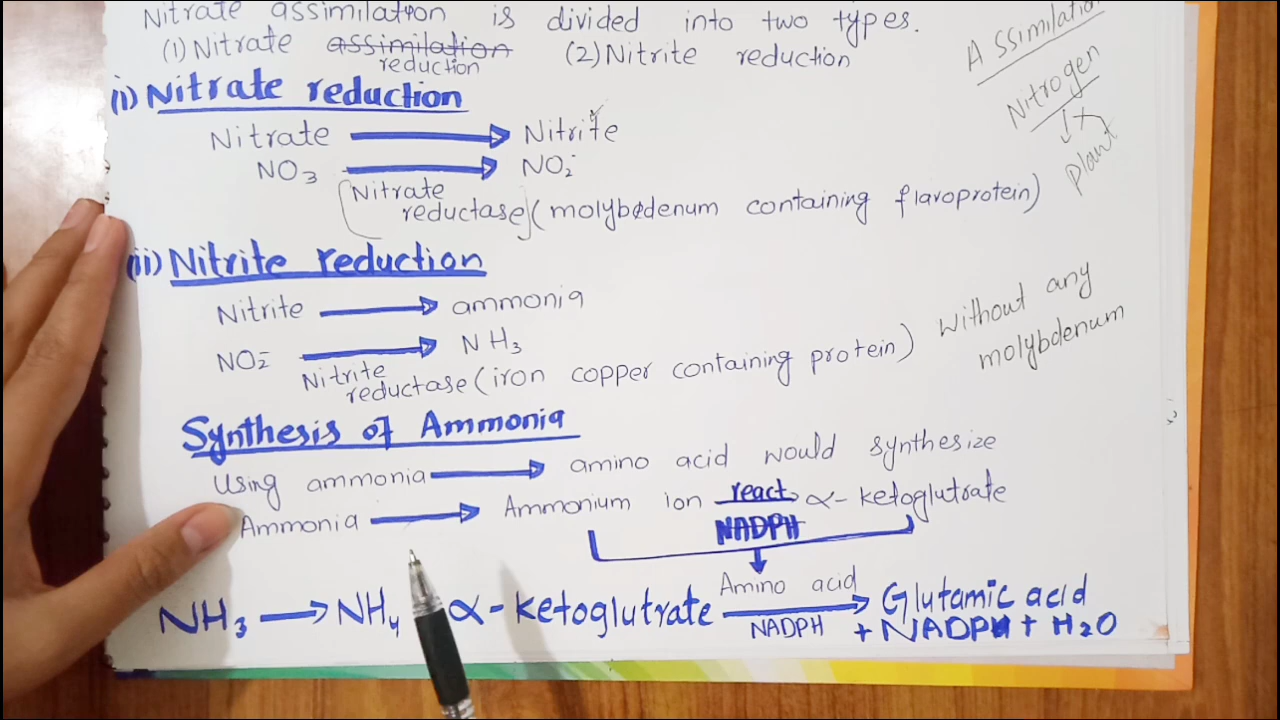 Nitrate assimilation is divided into two types.
(1) Nitrate assimilation (2) Nitrite reduction
reduction
(i) Nitrate reduction
Nitrate → Nitrite
NO3 → NO2-
Nitrate
reductase (molybdenum containing flavoprotein)
(ii) Nitrite reduction
Nitrite → ammonia
NO2- → NH3
Nitrite
reductase (iron copper containing protein)
without any
molybdenum
Synthesis of Ammonia
Using ammonia → amino acid would synthesize
Ammonia → Ammonium ion react α-ketoglutrate
NADPH
NH3 → NH4 α-ketoglutrate Amino acid → Glutamic acid
NADPH + NADPH + H2O
Assimilation
Nitrogen
Plant